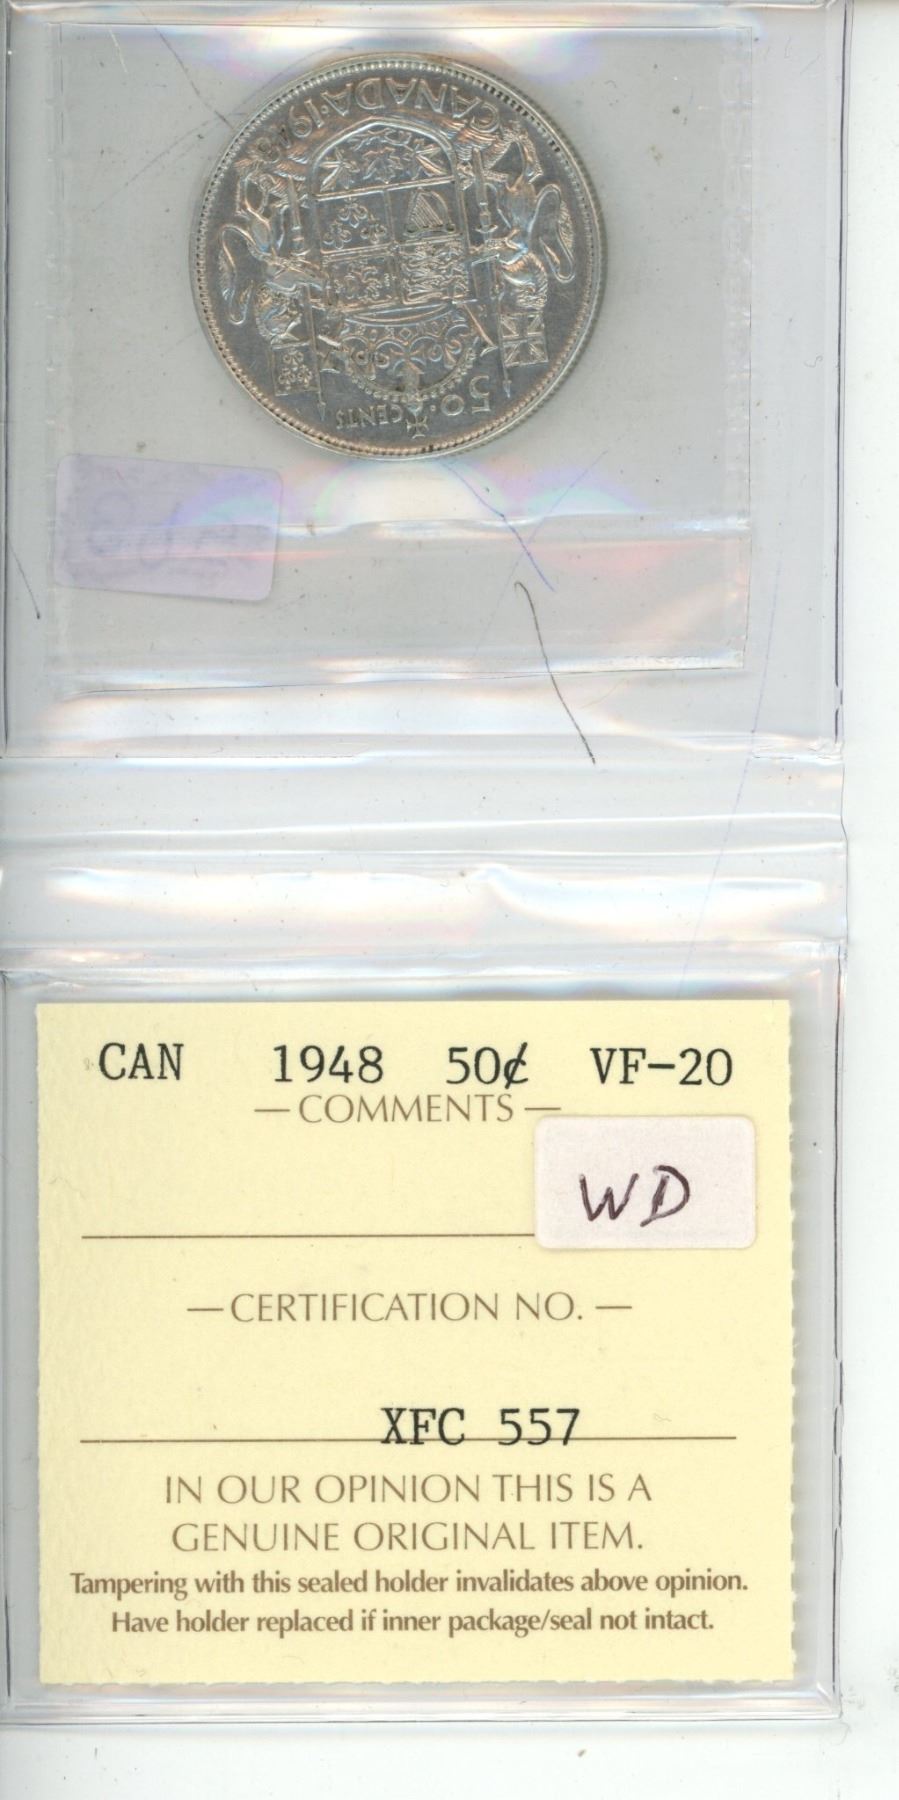 CANADA·1948
50·CENTS
CAN 1948 50¢ VF-20
— COMMENTS —
WD
— CERTIFICATION NO. —
XFC 557
IN OUR OPINION THIS IS A
GENUINE ORIGINAL ITEM.
Tampering with this sealed holder invalidates above opinion.
Have holder replaced if inner package/seal not intact.